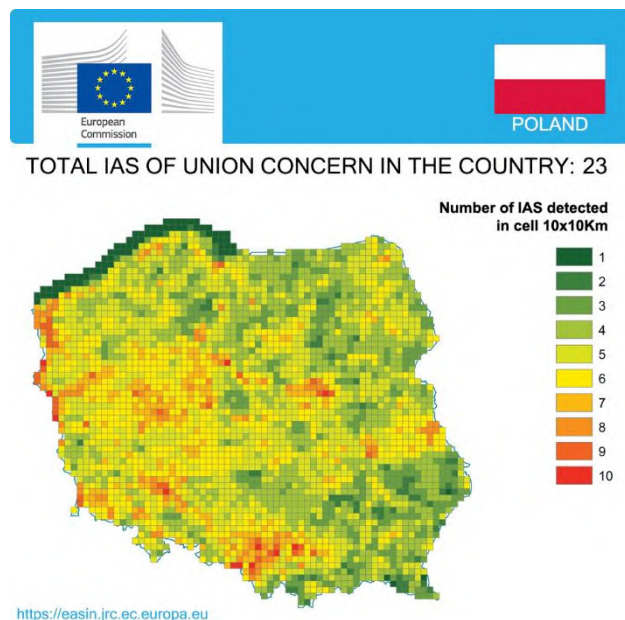 European
Commission
POLAND
TOTAL IAS OF UNION CONCERN IN THE COUNTRY: 23
Number of IAS detected
in cell 10x10Km
1
2
3
4
5
6
7
8
9
10
https://easin.jrc.ec.europa.eu